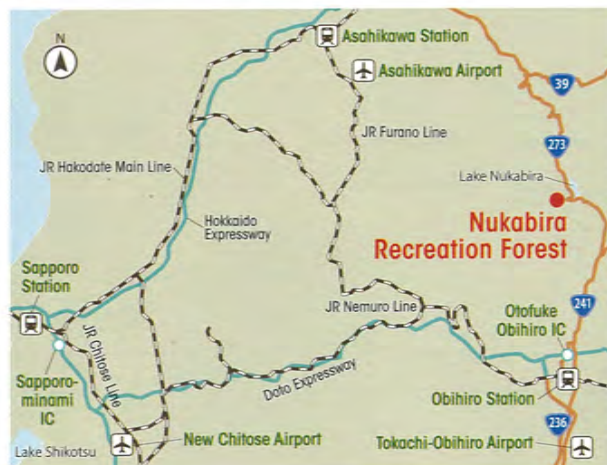 N
Asahikawa Station
Asahikawa Airport
39
JR Furano Line
273
JR Hakodate Main Line
Lake Nukabira
Hokkaido
Expressway
Nukabira
Recreation Forest
Sapporo
Station
JR Nemuro Line
241
Otofuke
Obihiro IC
JR Chitose Line
Sapporo-
minami
IC
Doto Expressway
Obihiro Station
236
Lake Shikotsu
New Chitose Airport
Tokachi-Obihiro Airport